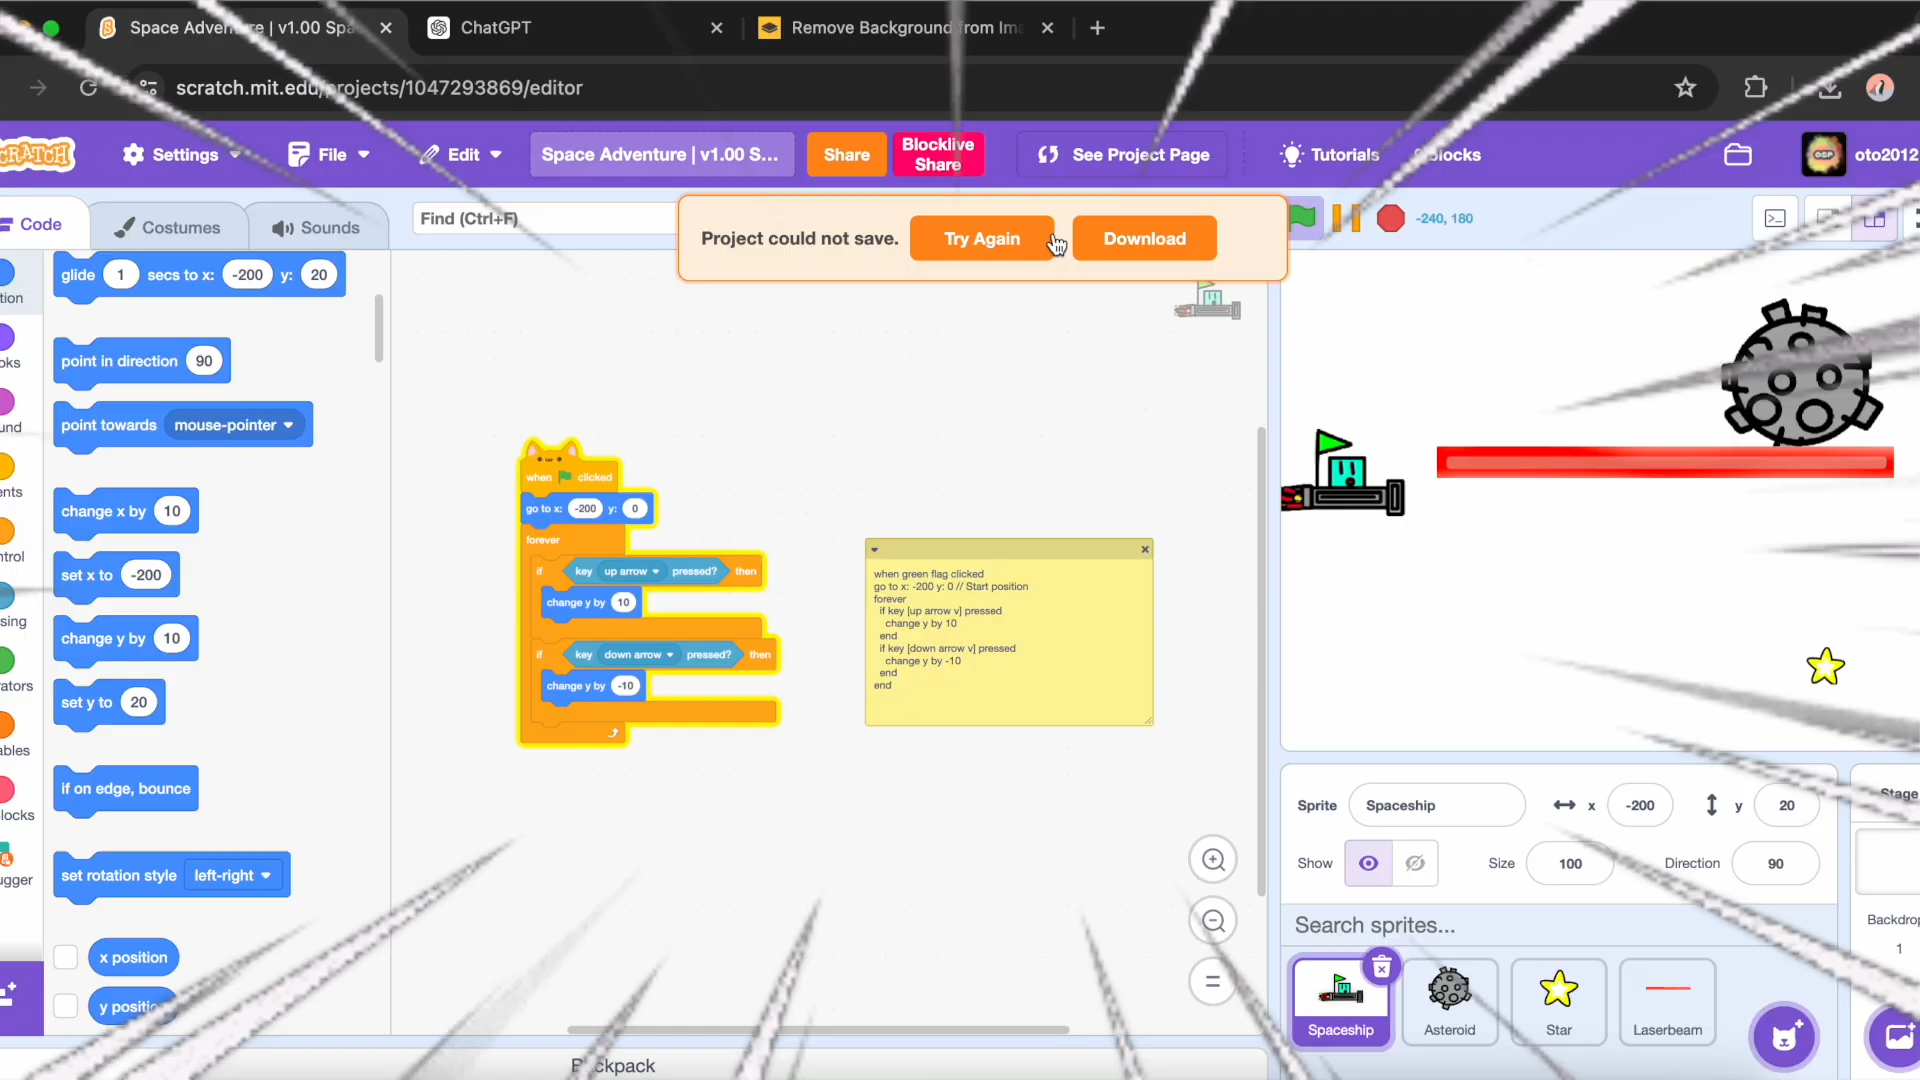 Space Adventure | v1.00 Spa
ChatGPT
Remove Background from Ima
scratch.mit.edu/projects/1047293869/editor
SCRATCH
Settings
File
Edit
Space Adventure | v1.00 S...
Share
Blocklive
Share
See Project Page
Tutorials
oto2012
Code
Costumes
Sounds
Find (Ctrl+F)
Project could not save.
Try Again
Download
-240, 180
glide 1 secs to x: -200 y: 20
point in direction 90
point towards mouse-pointer
change x by 10
set x to -200
change y by 10
set y to 20
if on edge, bounce
set rotation style left-right
x position
y position
when clicked
go to x: -200 y: 0
forever
if key up arrow pressed? then
change y by 10
if key down arrow pressed? then
change y by -10
when green flag clicked
go to x: -200 y: 0 // Start position
forever
if key [up arrow v] pressed
change y by 10
end
if key [down arrow v] pressed
change y by -10
end
end
Sprite Spaceship x -200 y 20
Show Size 100 Direction 90
Stage
Search sprites...
Backdrop
1
Spaceship
Asteroid
Star
Laserbeam
Backpack